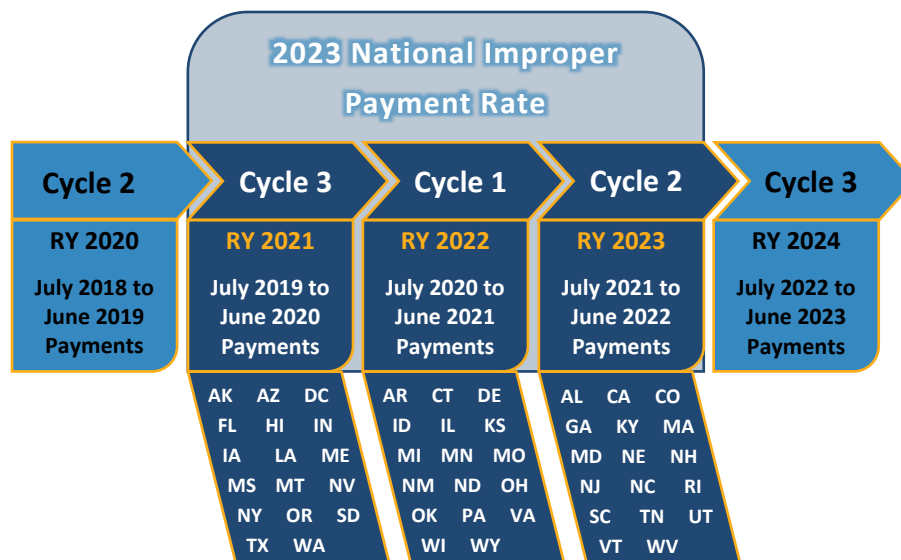 2023 National Improper
Payment Rate
Cycle 2
Cycle 3
Cycle 1
Cycle 2
Cycle 3
RY 2020
July 2018 to
June 2019
Payments
RY 2021
July 2019 to
June 2020
Payments
RY 2022
July 2020 to
June 2021
Payments
RY 2023
July 2021 to
June 2022
Payments
RY 2024
July 2022 to
June 2023
Payments
AK AZ DC
FL HI IN
IA LA ME
MS MT NV
NY OR SD
TX WA
AR CT DE
ID IL KS
MI MN MO
NM ND OH
OK PA VA
WI WY
AL CA CO
GA KY MA
MD NE NH
NJ NC RI
SC TN UT
VT WV